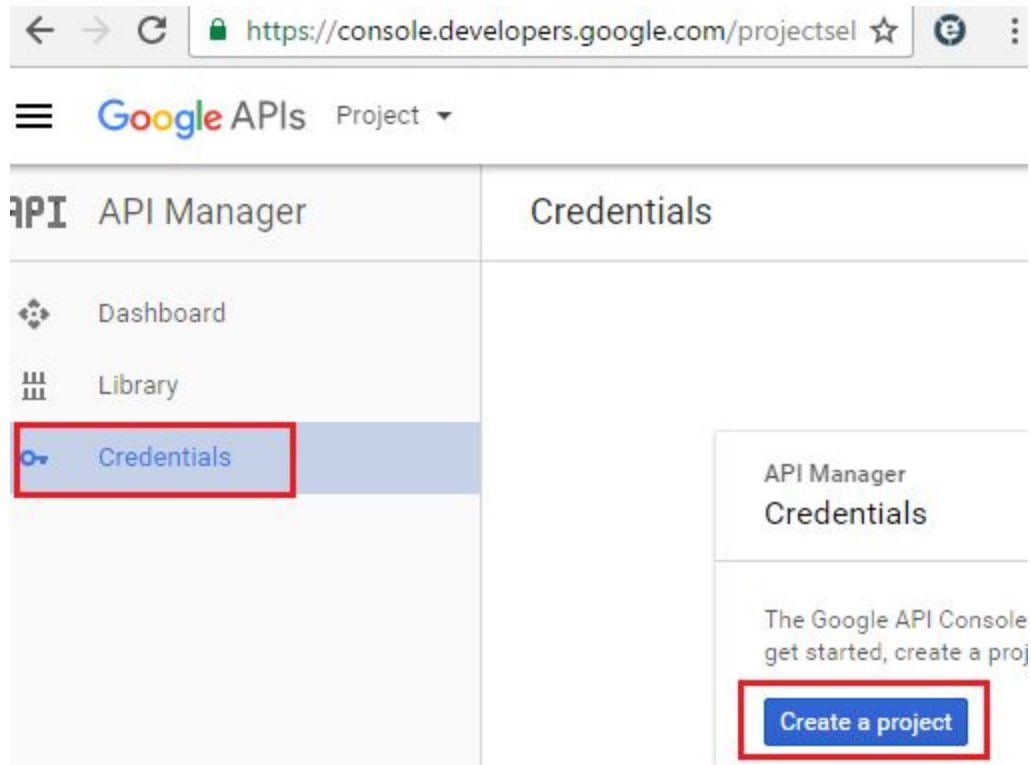 https://console.developers.google.com/projectsel
Google APIs Project
API API Manager
Credentials
Dashboard
Library
Credentials
API Manager
Credentials
The Google API Console
get started, create a proj
Create a project